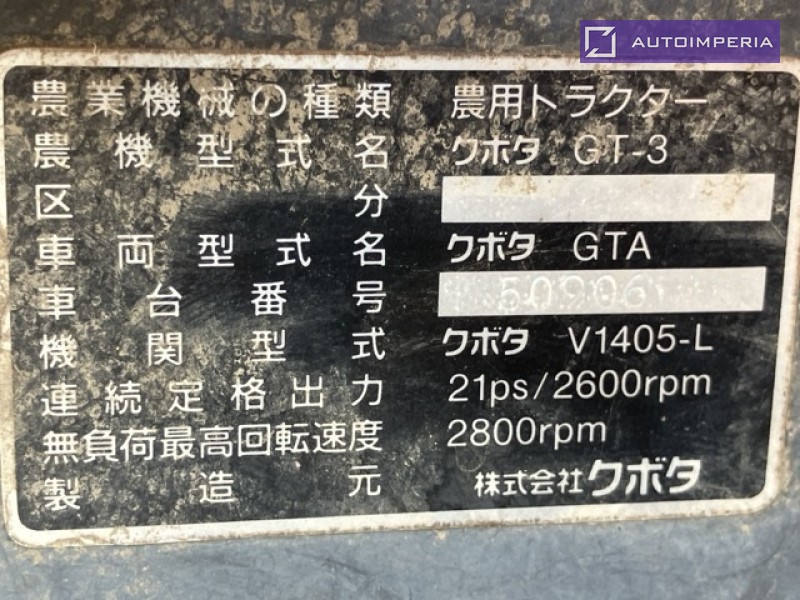 AUTOIMPERIA
農業機械の種類 農用トラクター
農機型式名 クボタ GT-3
区分
車両型式名 クボタ GTA
車台番号 50906
機関型式 クボタ V1405-L
連続定格出力 21ps/2600rpm
無負荷最高回転速度 2800rpm
製造元 株式会社クボタ